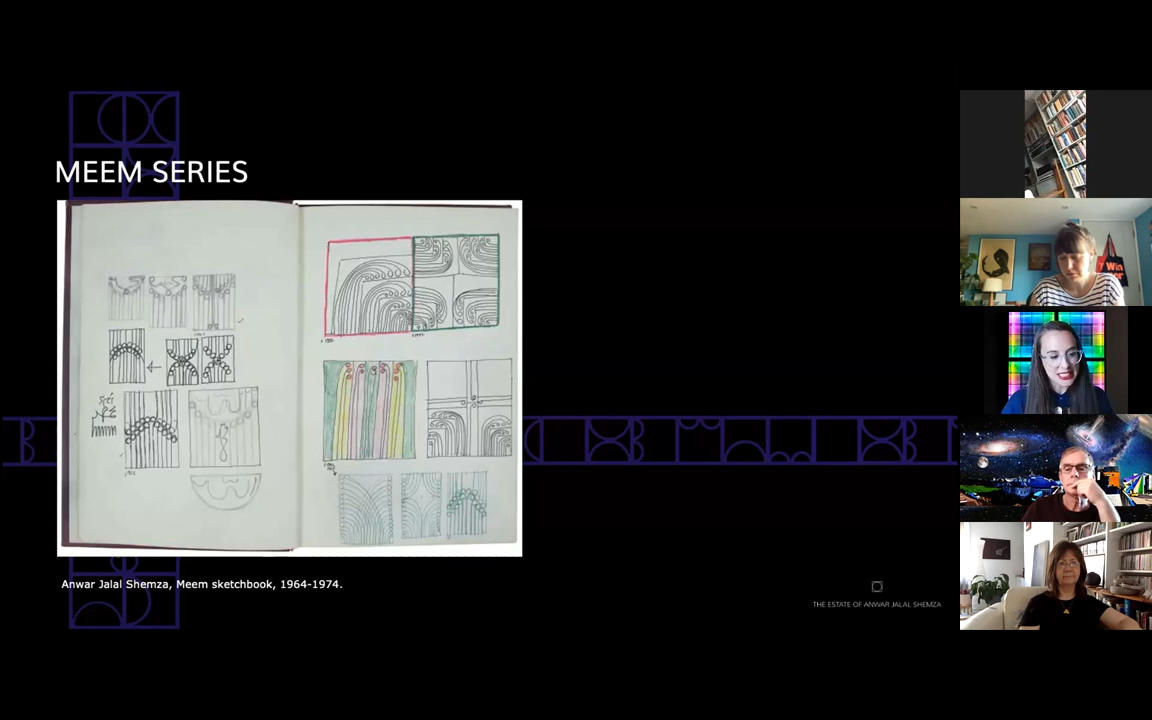 MEEM SERIES
Anwar Jalal Shemza, Meem sketchbook, 1964-1974.
THE ESTATE OF ANWAR JALAL SHEMZA